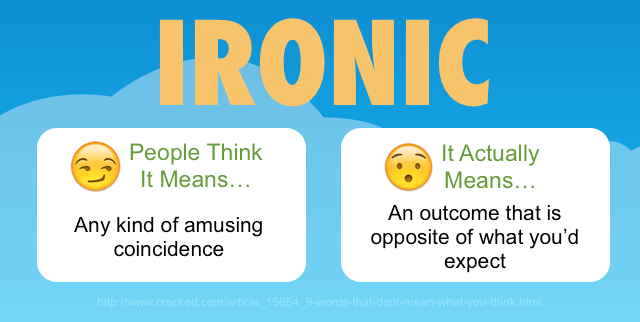 IRONIC
People Think
It Means…
Any kind of amusing
coincidence
It Actually
Means…
An outcome that is
opposite of what you’d
expect
http://www.cracked.com/article_15664_9-words-that-dont-mean-what-you-think.html